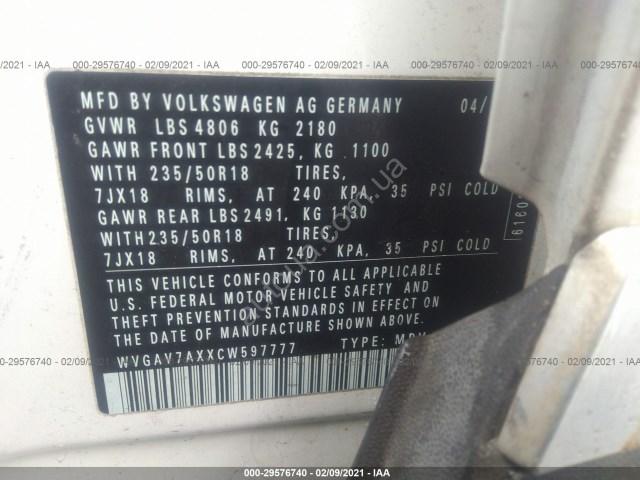 000-29576740 - 02/09/2021 - IAA
MFD BY VOLKSWAGEN AG GERMANY 04/
GVWR LBS 4806 KG 2180
GAWR FRONT LBS 2425, KG 1100
WITH 235/50R18 TIRES,
7JX18 RIMS, AT 240 KPA, 35 PSI COLD
GAWR REAR LBS 2491, KG 1130
WITH 235/50R18 TIRES,
7JX18 RIMS, AT 240 KPA, 35 PSI COLD
THIS VEHICLE CONFORMS TO ALL APPLICABLE
U.S. FEDERAL MOTOR VEHICLE SAFETY AND
THEFT PREVENTION STANDARDS IN EFFECT ON
THE DATE OF MANUFACTURE SHOWN ABOVE.
WVGAV7AXXCW597777 TYPE:
000-29576740 - 02/09/2021 - IAA